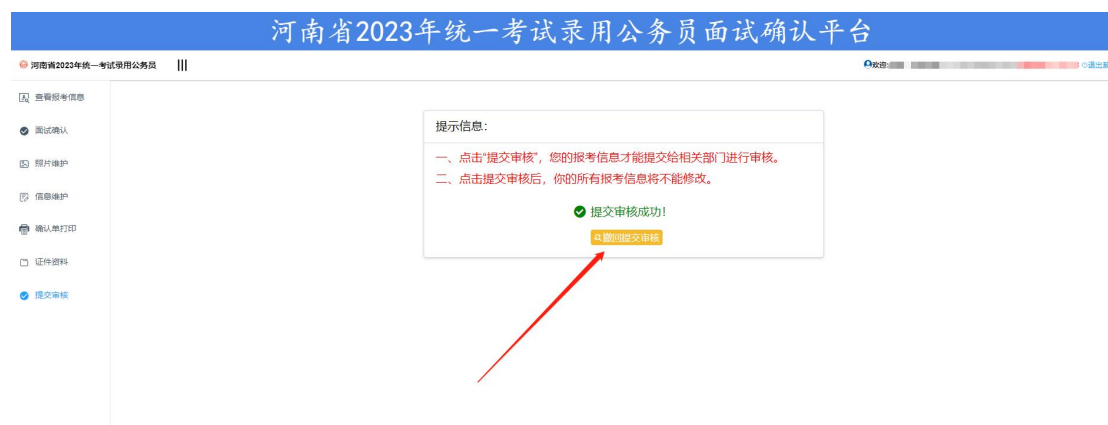 河南省2023年统一考试录用公务员面试确认平台
河南省2023年统一考试录用公务员
欢迎:
退出系
查看报考信息
面试确认
照片维护
信息维护
确认单打印
证件资料
提交审核
提示信息：
一、点击“提交审核”，您的报考信息才能提交给相关部门进行审核。
二、点击提交审核后，你的所有报考信息将不能修改。
提交审核成功！
撤回提交审核